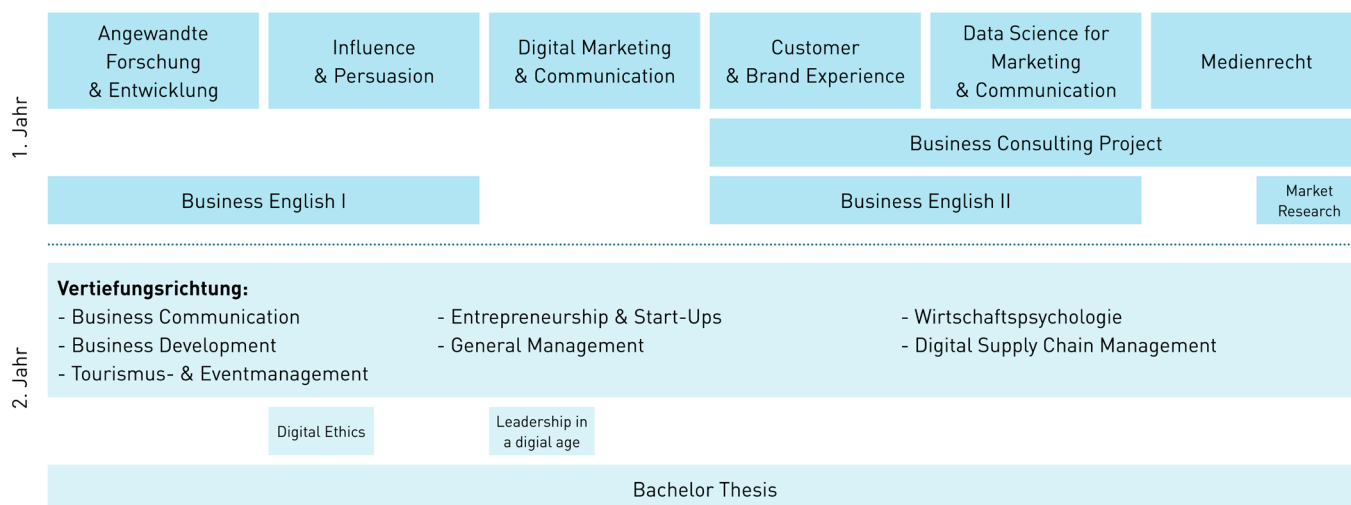 1. Jahr
Angewandte
Forschung
& Entwicklung
Influence
& Persuasion
Digital Marketing
& Communication
Customer
& Brand Experience
Data Science for
Marketing
& Communication
Medienrecht
Business Consulting Project
Business English I
Business English II
Market
Research
2. Jahr
Vertiefungsrichtung:
- Business Communication
- Business Development
- Tourismus- & Eventmanagement
- Entrepreneurship & Start-Ups
- General Management
- Wirtschaftspsychologie
- Digital Supply Chain Management
Digital Ethics
Leadership in
a digial age
Bachelor Thesis